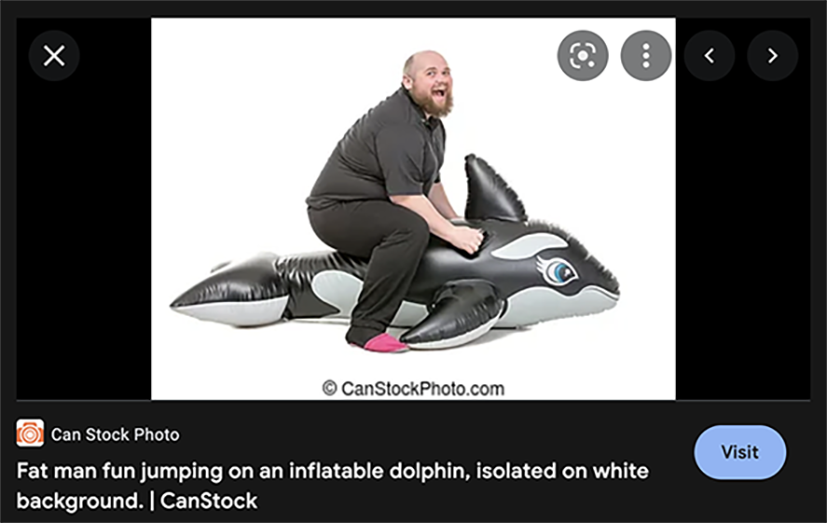 © CanStockPhoto.com
Can Stock Photo
Visit
Fat man fun jumping on an inflatable dolphin, isolated on white
background. | CanStock